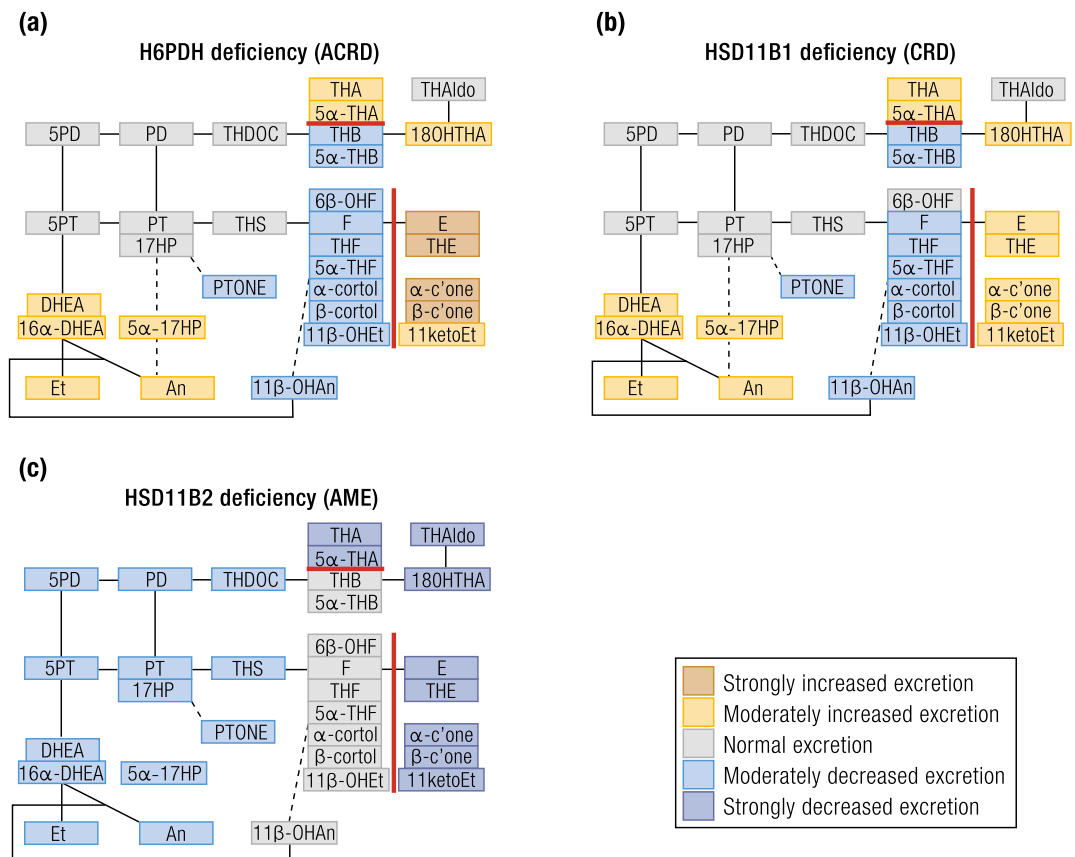 (a)
H6PDH deficiency (ACRD)
THA
THAldo
5α-THA
5PD
PD
THDOC
THB
18OHTHA
5α-THB
6β-OHF
5PT
PT
THS
F
E
17HP
THF
THE
PTONE
5α-THF
DHEA
α-cortol
α-c'one
16α-DHEA
5α-17HP
β-cortol
β-c'one
11β-OHEt
11ketoEt
Et
An
11β-OHAn
(b)
HSD11B1 deficiency (CRD)
THA
THAldo
5α-THA
5PD
PD
THDOC
THB
18OHTHA
5α-THB
6β-OHF
5PT
PT
THS
F
E
17HP
THF
THE
PTONE
5α-THF
DHEA
α-cortol
α-c'one
16α-DHEA
5α-17HP
β-cortol
β-c'one
11β-OHEt
11ketoEt
Et
An
11β-OHAn
(c)
HSD11B2 deficiency (AME)
THA
THAldo
5α-THA
5PD
PD
THDOC
THB
18OHTHA
5α-THB
6β-OHF
5PT
PT
THS
F
E
17HP
THF
THE
PTONE
5α-THF
DHEA
α-cortol
α-c'one
16α-DHEA
5α-17HP
β-cortol
β-c'one
11β-OHEt
11ketoEt
Et
An
11β-OHAn
Strongly increased excretion
Moderately increased excretion
Normal excretion
Moderately decreased excretion
Strongly decreased excretion